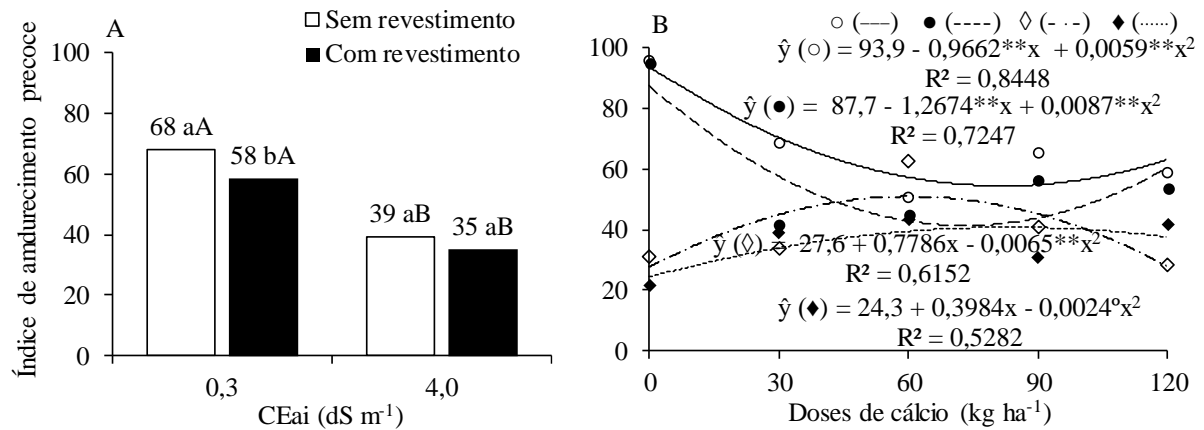 A
Sem revestimento
Com revestimento
Índice de amdurecimento precoce
100
80
60
40
20
0
68 aA
58 bA
39 aB
35 aB
0,3
4,0
CEai (dS m-1)
B
○ (—–) ● (----) ◊ (- · -) ♦ (......)
ŷ (○) = 93,9 - 0,9662**x + 0,0059**x²
R² = 0,8448
ŷ (●) = 87,7 - 1,2674**x + 0,0087**x²
R² = 0,7247
ŷ (◊) = 27,6 + 0,7786x - 0,0065**x²
R² = 0,6152
ŷ (♦) = 24,3 + 0,3984x - 0,0024ºx²
R² = 0,5282
100
80
60
40
20
0
0
30
60
90
120
Doses de cálcio (kg ha-1)